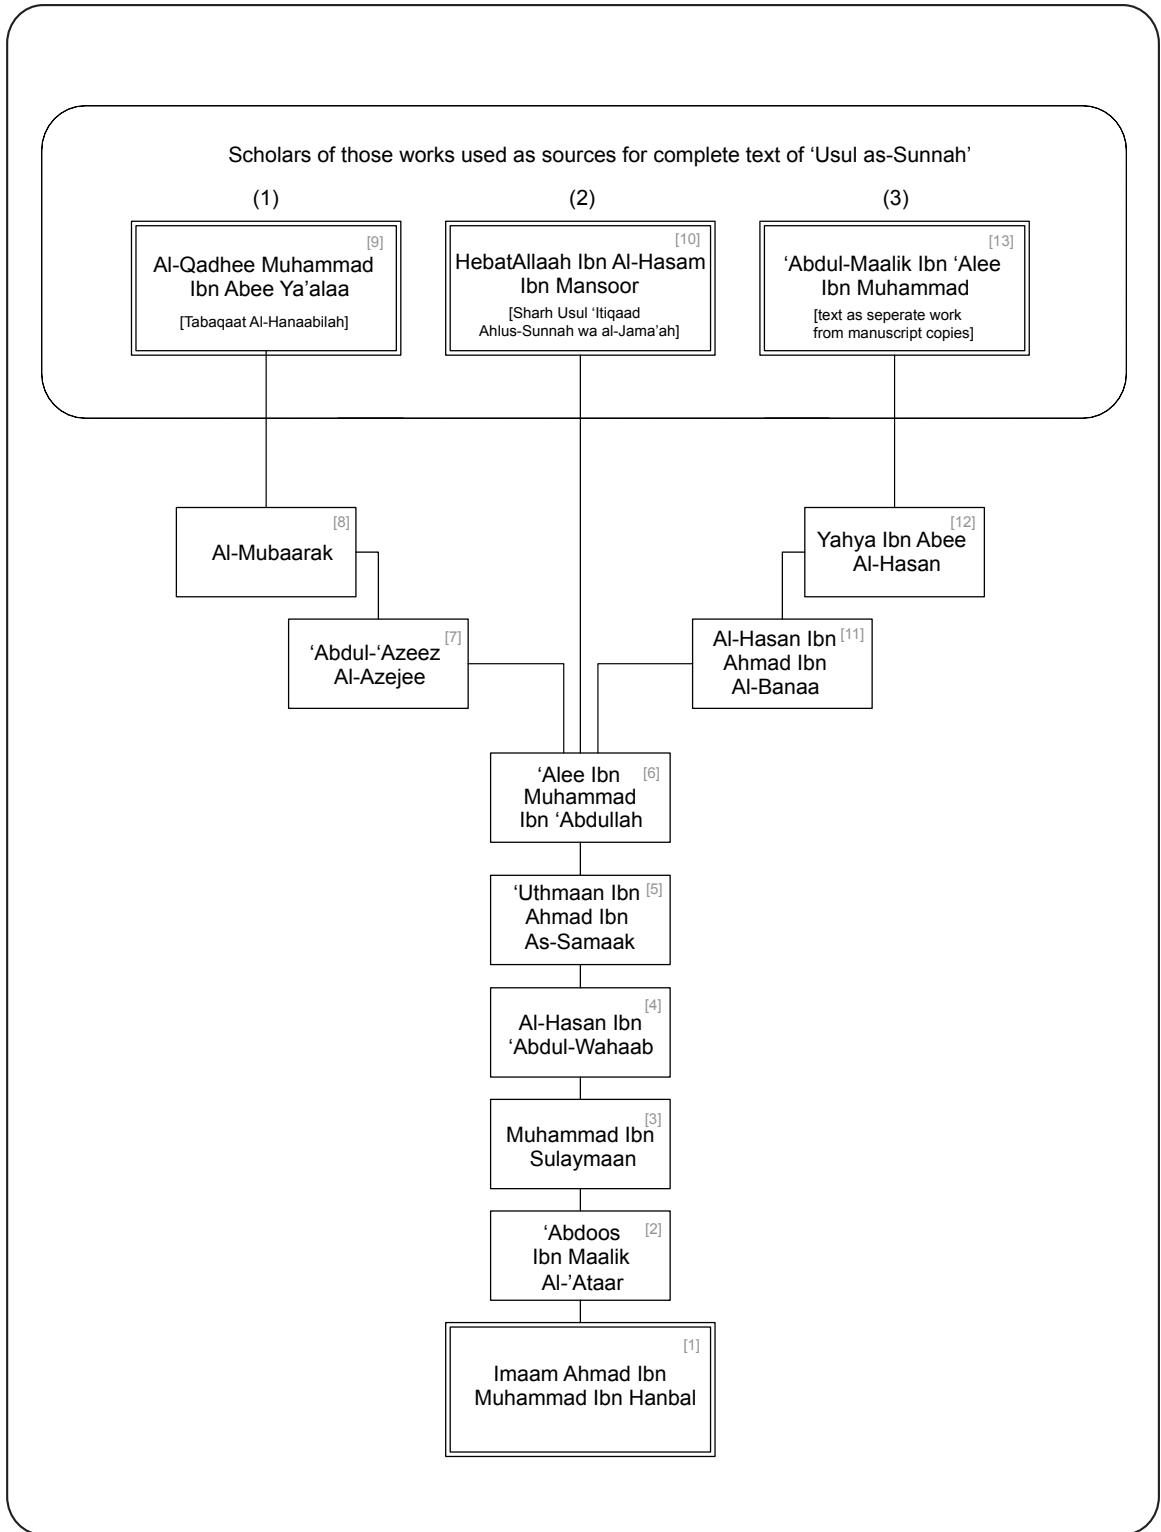 Scholars of those works used as sources for complete text of ‘Usul as-Sunnah’
(1)
(2)
(3)
[9]
Al-Qadhee Muhammad
Ibn Abee Ya’alaa
[Tabaqaat Al-Hanaabilah]
[10]
HebatAllaah Ibn Al-Hasam
Ibn Mansoor
[Sharh Usul ‘Itiqaad
Ahlus-Sunnah wa al-Jama’ah]
[13]
‘Abdul-Maalik Ibn ‘Alee
Ibn Muhammad
[text as seperate work
from manuscript copies]
[8]
Al-Mubaarak
[12]
Yahya Ibn Abee
Al-Hasan
[7]
‘Abdul-‘Azeez
Al-Azejee
[11]
Al-Hasan Ibn
Ahmad Ibn
Al-Banaa
[6]
‘Alee Ibn
Muhammad
Ibn ‘Abdullah
[5]
‘Uthmaan Ibn
Ahmad Ibn
As-Samaak
[4]
Al-Hasan Ibn
‘Abdul-Wahaab
[3]
Muhammad Ibn
Sulaymaan
[2]
‘Abdoos
Ibn Maalik
Al-’Ataar
[1]
Imaam Ahmad Ibn
Muhammad Ibn Hanbal